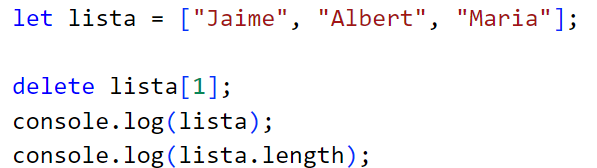 let lista = ["Jaime", "Albert", "Maria"];
delete lista[1];
console.log(lista);
console.log(lista.length);